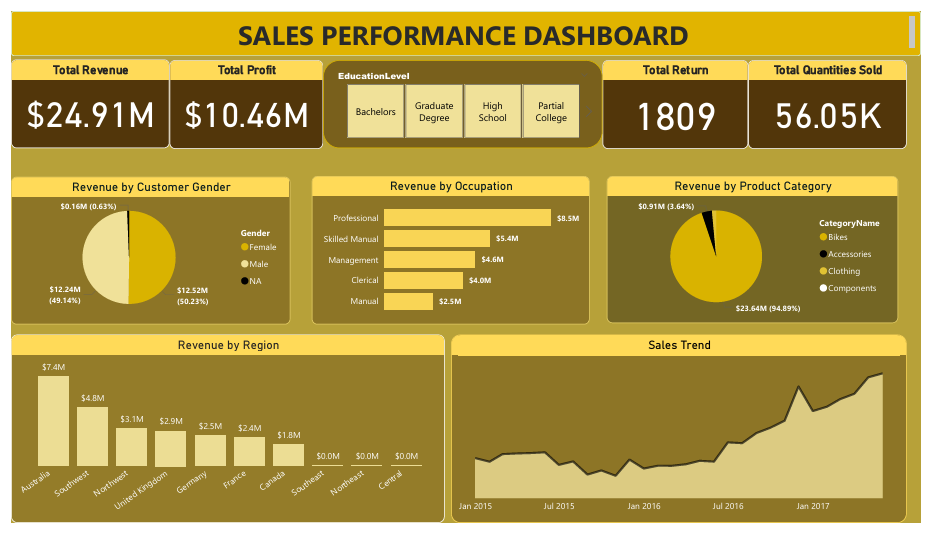 SALES PERFORMANCE DASHBOARD
Total Revenue
$24.91M
Total Profit
$10.46M
EducationLevel
Bachelors
Graduate
Degree
High
School
Partial
College
Total Return
1809
Total Quantities Sold
56.05K
Revenue by Customer Gender
$0.16M (0.63%)
$12.24M
(49.14%)
$12.52M
(50.23%)
Gender
Female
Male
NA
Revenue by Occupation
Professional $8.5M
Skilled Manual $5.4M
Management $4.6M
Clerical $4.0M
Manual $2.5M
Revenue by Product Category
$0.91M (3.64%)
$23.64M (94.89%)
CategoryName
Bikes
Accessories
Clothing
Components
Revenue by Region
$7.4M
$4.8M
$3.1M
$2.9M
$2.5M
$2.4M
$1.8M
$0.0M
$0.0M
$0.0M
Australia
Southwest
Northwest
United Kingdom
Germany
France
Canada
Southeast
Northeast
Central
Sales Trend
Jan 2015 Jul 2015 Jan 2016 Jul 2016 Jan 2017